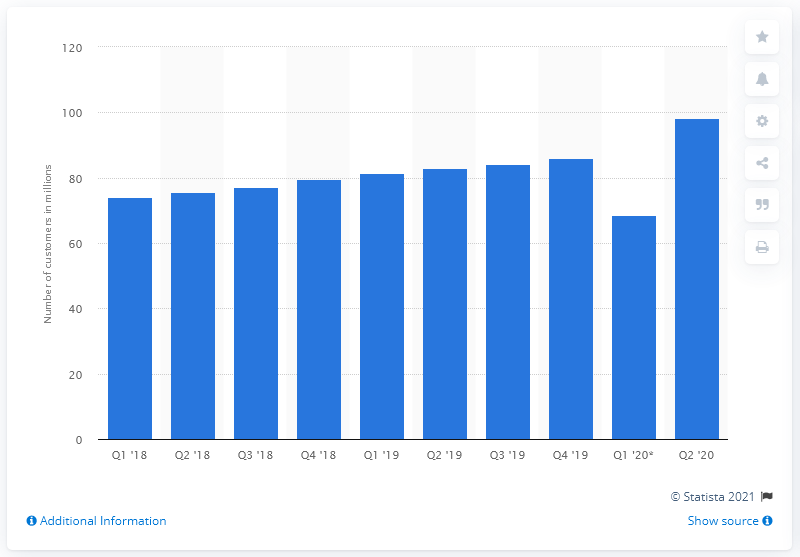 Number of customers in millions
120
100
80
60
40
20
0
Q1 '18 Q2 '18 Q3 '18 Q4 '18 Q1 '19 Q2 '19 Q3 '19 Q4 '19 Q1 '20* Q2 '20
© Statista 2021
Additional Information Show source